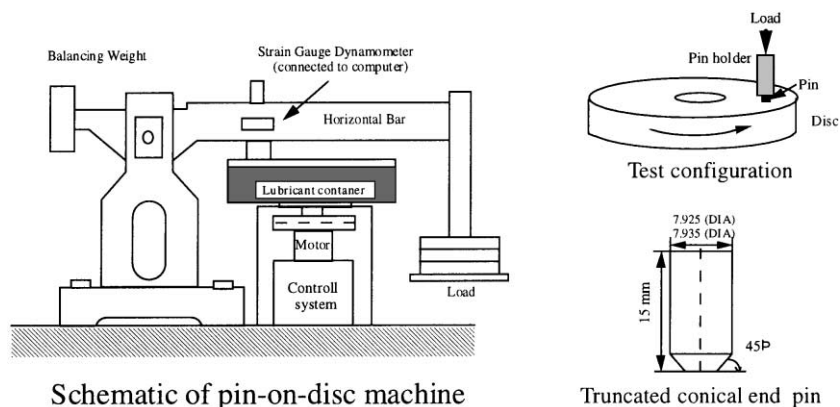 Balancing Weight
Strain Gauge Dynamometer
(connected to computer)
Horizontal Bar
Lubricant contaner
Motor
Controll
system
Load
Schematic of pin-on-disc machine
Load
Pin holder
Pin
Disc
Test configuration
7.925 (DIA)
7.935 (DIA)
15 mm
45Þ
Truncated conical end pin